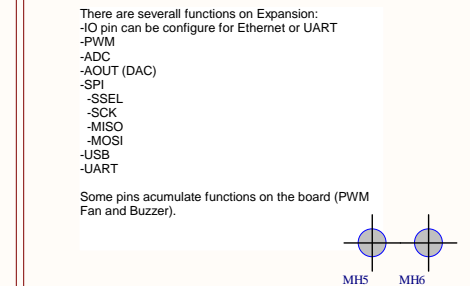 There are severall functions on Expansion:
-IO pin can be configure for Ethernet or UART
-PWM
-ADC
-AOUT (DAC)
-SPI
-SSEL
-SCK
-MISO
-MOSI
-USB
-UART
Some pins acumulate functions on the board (PWM
Fan and Buzzer).
MH5 MH6